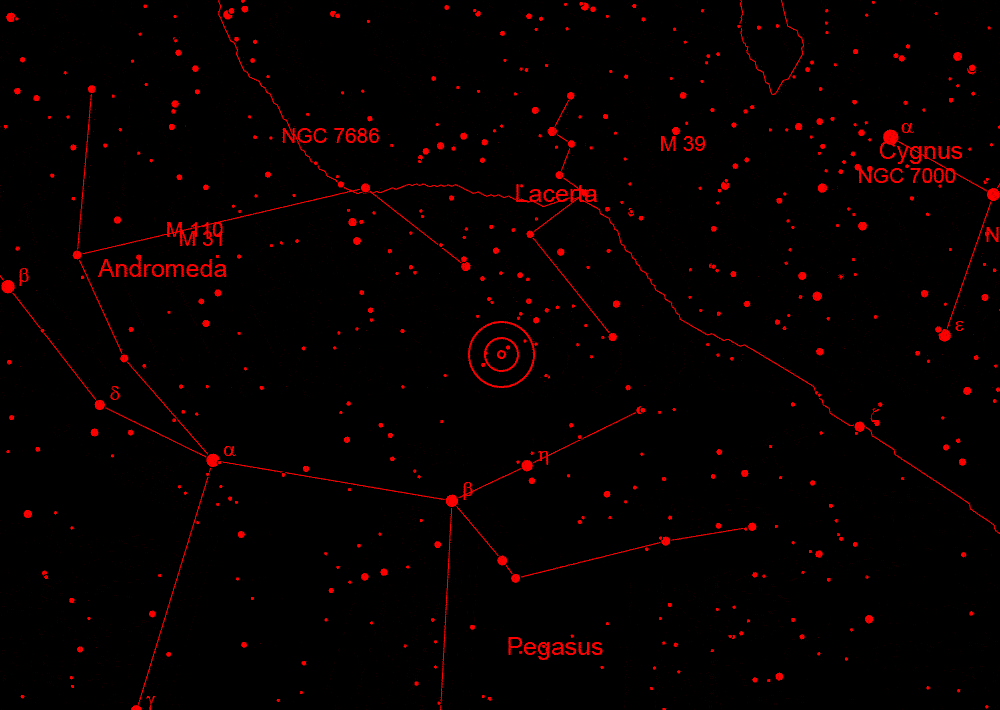 α
NGC 7686
M 39
Cygnus
NGC 7000
Lacerta
M 110
M 31
N
Andromeda
β
ε
δ
ζ
α
η
β
Pegasus
γ